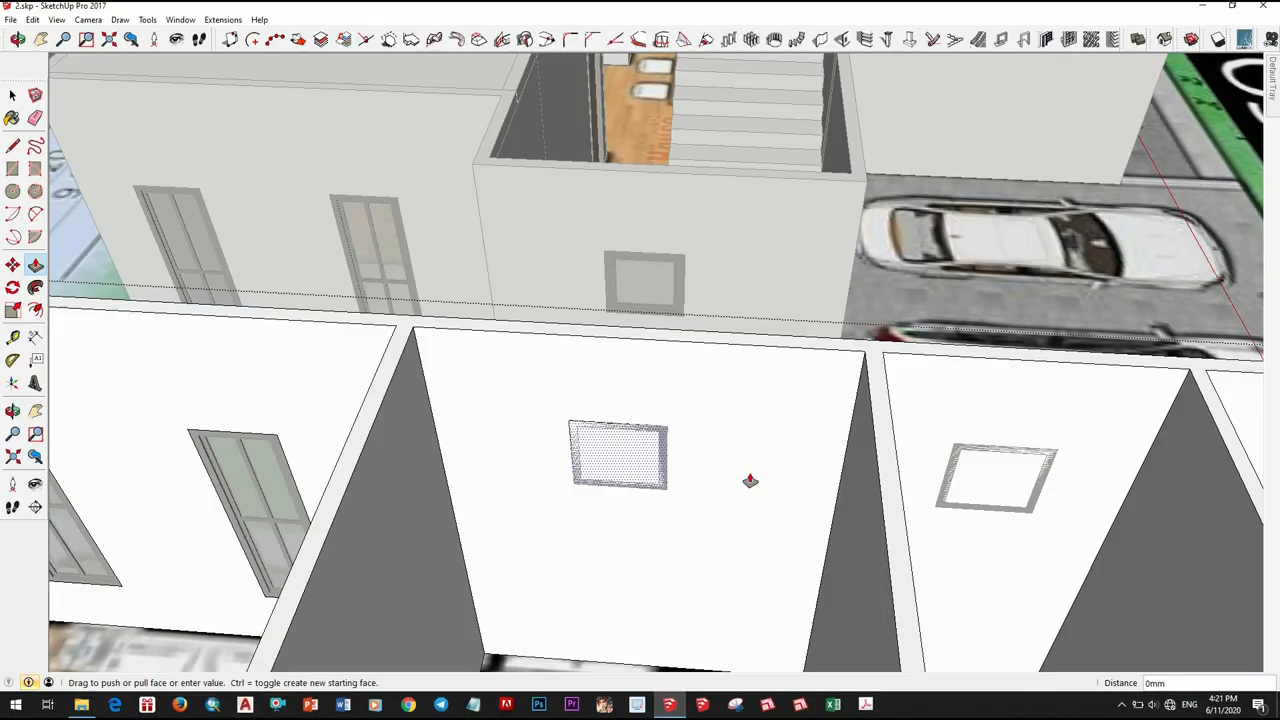 2.skp - SketchUp Pro 2017
File Edit View Camera Draw Tools Window Extensions Help
Default Tray
Drag to push or pull face or enter value. Ctrl = toggle create new starting face.
Distance 0mm
4:21 PM
6/11/2020